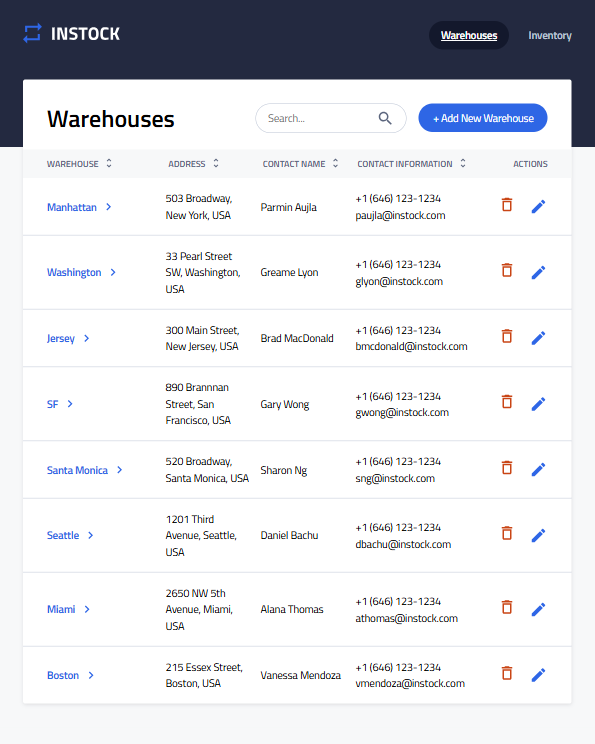 INSTOCK
Warehouses
Inventory
Warehouses
Search...
+ Add New Warehouse
WAREHOUSE
ADDRESS
CONTACT NAME
CONTACT INFORMATION
ACTIONS
Manhattan
503 Broadway,
New York, USA
Parmin Aujla
+1 (646) 123-1234
paujla@instock.com
Washington
33 Pearl Street
SW, Washington,
USA
Greame Lyon
+1 (646) 123-1234
glyon@instock.com
Jersey
300 Main Street,
New Jersey, USA
Brad MacDonald
+1 (646) 123-1234
bmcdonald@instock.com
SF
890 Brannnan
Street, San
Francisco, USA
Gary Wong
+1 (646) 123-1234
gwong@instock.com
Santa Monica
520 Broadway,
Santa Monica, USA
Sharon Ng
+1 (646) 123-1234
sng@instock.com
Seattle
1201 Third
Avenue, Seattle,
USA
Daniel Bachu
+1 (646) 123-1234
dbachu@instock.com
Miami
2650 NW 5th
Avenue, Miami,
USA
Alana Thomas
+1 (646) 123-1234
athomas@instock.com
Boston
215 Essex Street,
Boston, USA
Vanessa Mendoza
+1 (646) 123-1234
vmendoza@instock.com